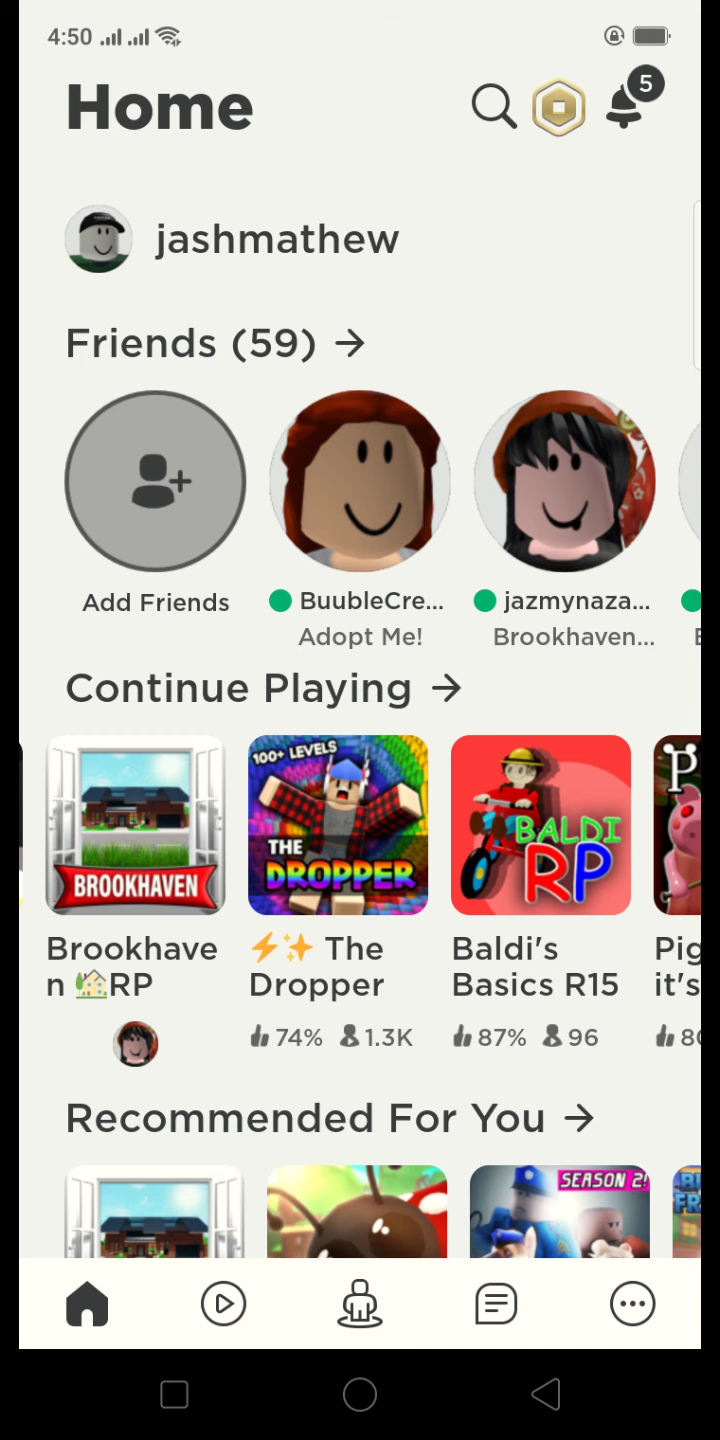 4:50
Home
5
jashmathew
Friends (59) →
Add Friends
BuubleCre...
jazmynaza...
Adopt Me!
Brookhaven...
Continue Playing →
BROOKHAVEN
100+ LEVELS
THE
DROPPER
BALDI
RP
P
Brookhave
n 🏡RP
⚡✨ The
Dropper
Baldi's
Basics R15
Pig
it's
74% 1.3K
87% 96
Recommended For You →
SEASON 2!